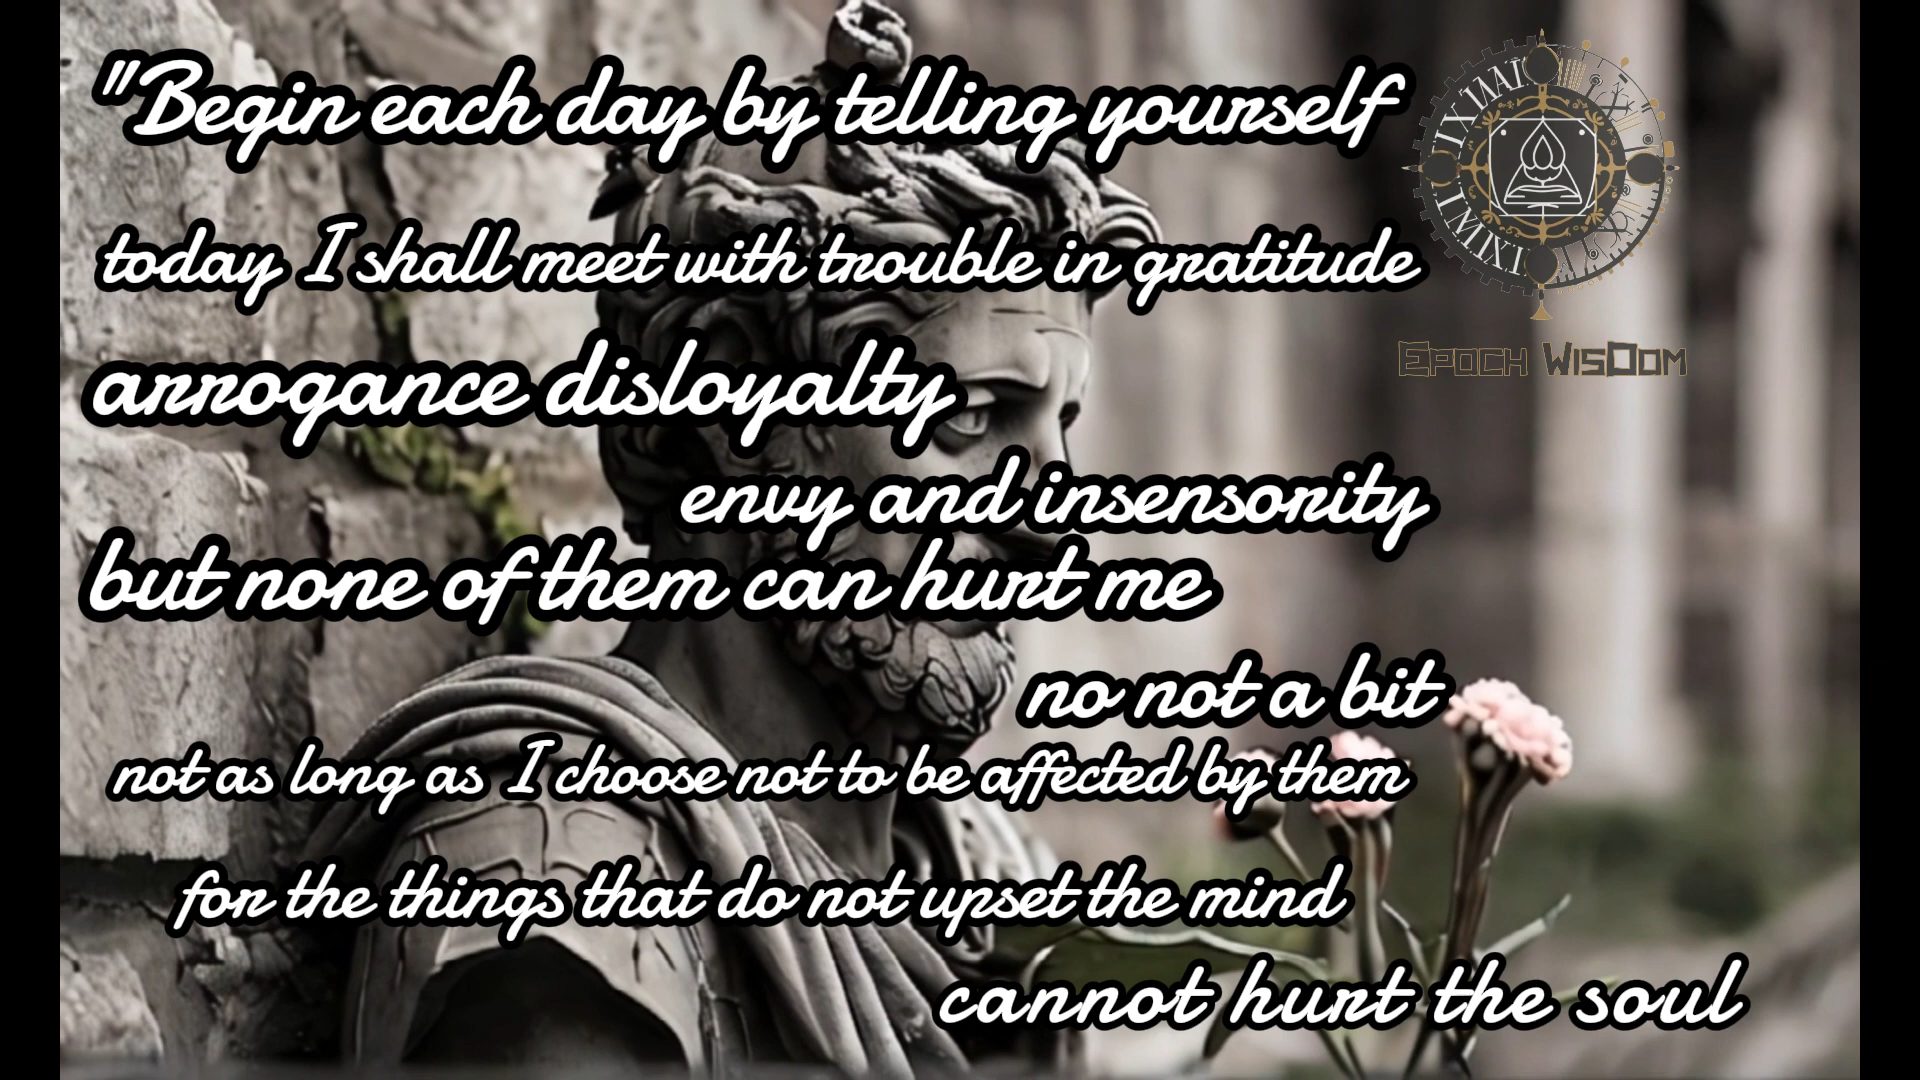 "Begin each day by telling yourself
today I shall meet with trouble in gratitude
arrogance disloyalty
envy and insensority
but none of them can hurt me
no not a bit
not as long as I choose not to be affected by them
for the things that do not upset the mind
cannot hurt the soul
EPOCH WISDOM